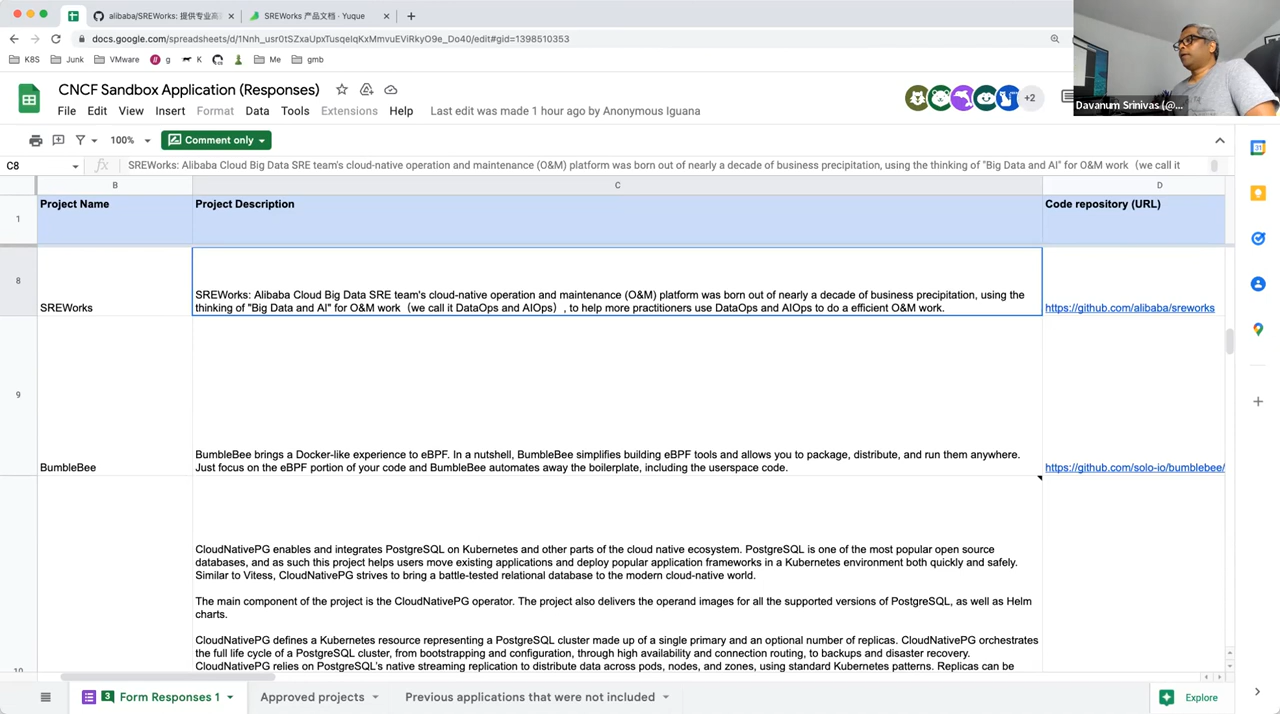 alibaba/SREWorks: 提供专业高
SREWorks 产品文档 · Yuque
docs.google.com/spreadsheets/d/1Nnh_usr0tSZxaUpxTusqeIqKxMmvuEViRkyO9e_Do40/edit#gid=1398510353
K8S
Junk
VMware
g
K
Me
gmb
CNCF Sandbox Application (Responses)
File Edit View Insert Format Data Tools Extensions Help Last edit was made 1 hour ago by Anonymous Iguana
+2
Davanum Srinivas (@...
100%
Comment only
C8
fx
SREWorks: Alibaba Cloud Big Data SRE team's cloud-native operation and maintenance (O&M) platform was born out of nearly a decade of business precipitation, using the thinking of "Big Data and AI" for O&M work（we call it
B C D
1
Project Name
Project Description
Code repository (URL)
8
SREWorks
SREWorks: Alibaba Cloud Big Data SRE team's cloud-native operation and maintenance (O&M) platform was born out of nearly a decade of business precipitation, using the
thinking of "Big Data and AI" for O&M work（we call it DataOps and AIOps）, to help more practitioners use DataOps and AIOps to do a efficient O&M work.
https://github.com/alibaba/sreworks
9
BumbleBee
BumbleBee brings a Docker-like experience to eBPF. In a nutshell, BumbleBee simplifies building eBPF tools and allows you to package, distribute, and run them anywhere.
Just focus on the eBPF portion of your code and BumbleBee automates away the boilerplate, including the userspace code.
https://github.com/solo-io/bumblebee/
10
CloudNativePG enables and integrates PostgreSQL on Kubernetes and other parts of the cloud native ecosystem. PostgreSQL is one of the most popular open source
databases, and as such this project helps users move existing applications and deploy popular application frameworks in a Kubernetes environment both quickly and safely.
Similar to Vitess, CloudNativePG strives to bring a battle-tested relational database to the modern cloud-native world.
The main component of the project is the CloudNativePG operator. The project also delivers the operand images for all the supported versions of PostgreSQL, as well as Helm
charts.
CloudNativePG defines a Kubernetes resource representing a PostgreSQL cluster made up of a single primary and an optional number of replicas. CloudNativePG orchestrates
the full life cycle of a PostgreSQL cluster, from bootstrapping and configuration, through high availability and connection routing, to backups and disaster recovery.
CloudNativePG relies on PostgreSQL's native streaming replication to distribute data across pods, nodes, and zones, using standard Kubernetes patterns. Replicas can be
3 Form Responses 1
Approved projects
Previous applications that were not included
Explore